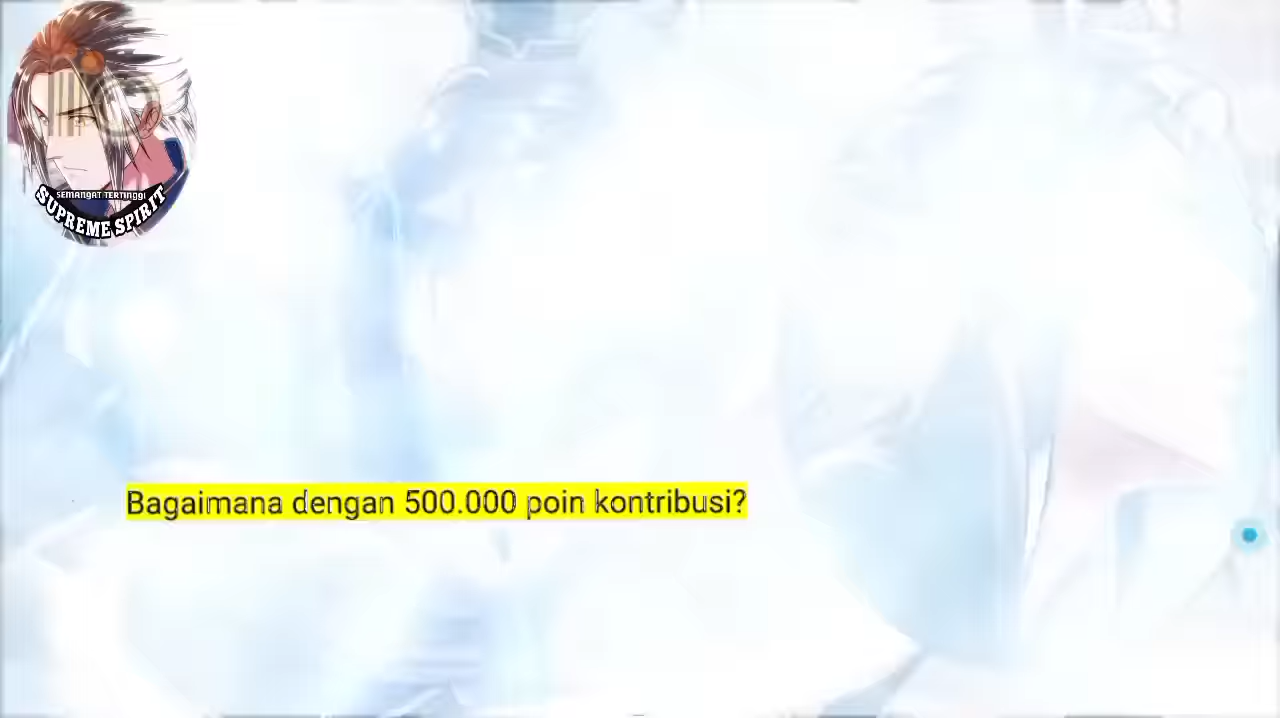 SEMANGAT TERTINGGI
SUPREME SPIRIT
Bagaimana dengan 500.000 poin kontribusi?